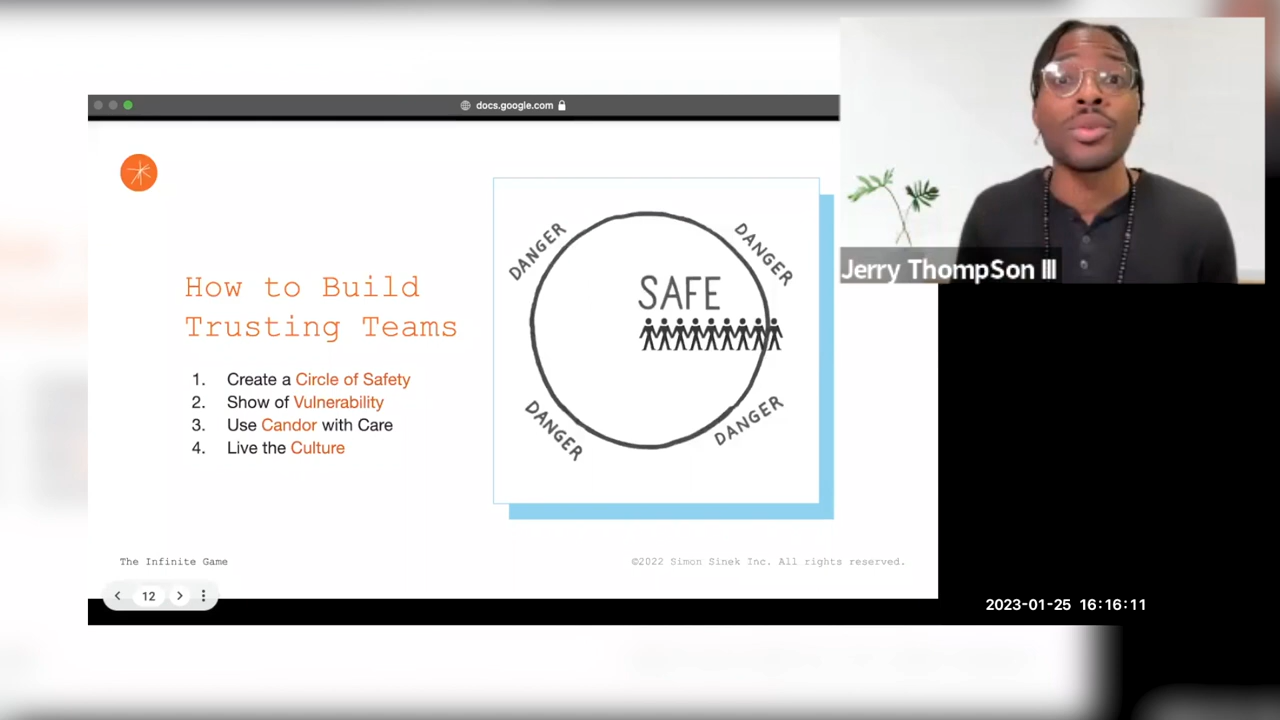 docs.google.com
How to Build
Trusting Teams
1. Create a Circle of Safety
2. Show of Vulnerability
3. Use Candor with Care
4. Live the Culture
DANGER
DANGER
SAFE
DANGER
DANGER
The Infinite Game
©2022 Simon Sinek Inc. All rights reserved.
12
Jerry ThompSon III
2023-01-25 16:16:11